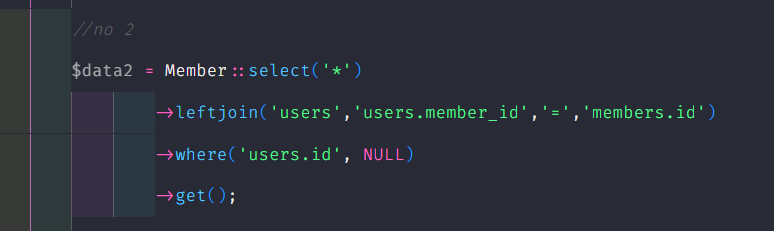 //no 2
$data2 = Member::select('*')
->leftjoin('users','users.member_id','=','members.id')
->where('users.id', NULL)
->get();